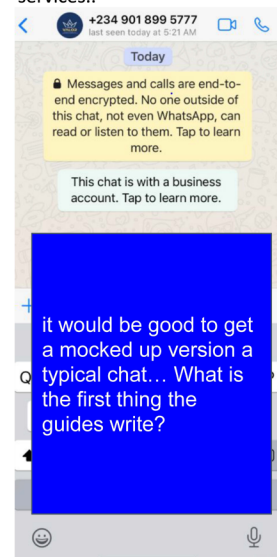 services!!
+234 901 899 5777
last seen today at 5:21 AM
Today
Messages and calls are end-to-
end encrypted. No one outside of
this chat, not even WhatsApp, can
read or listen to them. Tap to learn
more.
This chat is with a business
account. Tap to learn more.
it would be good to get
a mocked up version a
typical chat... What is
the first thing the
guides write?
Q